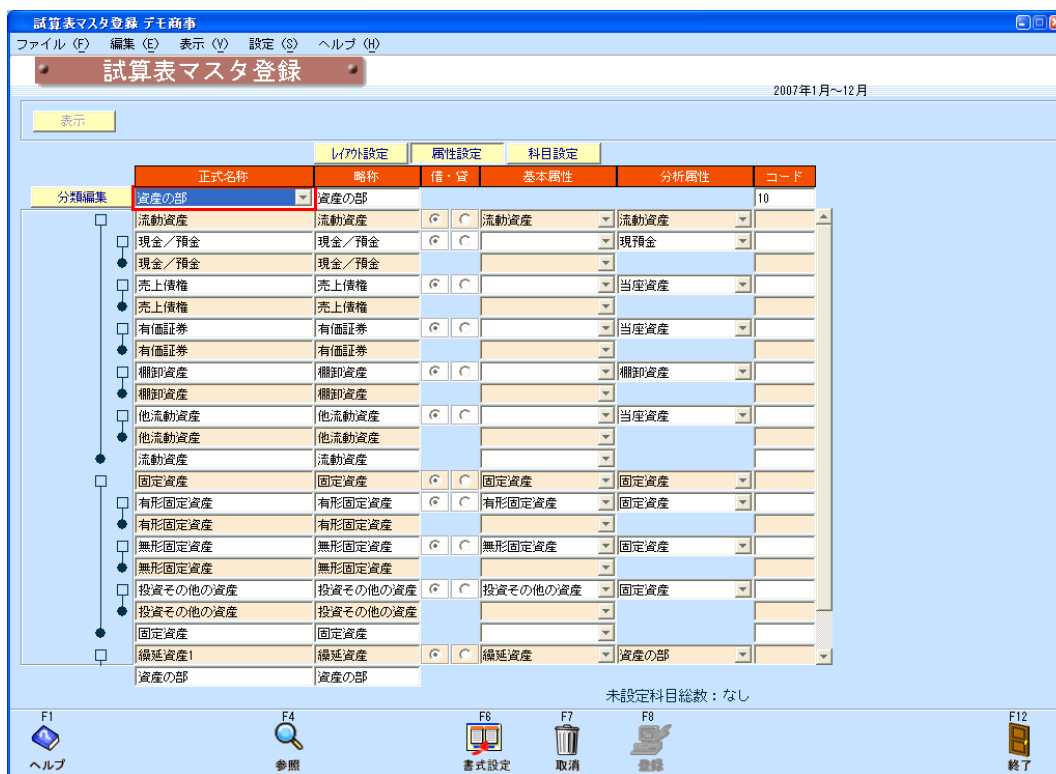 試算表マスタ登録 デモ商事
ファイル (F) 編集 (E) 表示 (V) 設定 (S) ヘルプ (H)
試算表マスタ登録
2007年1月～12月
表示
ﾚｲｱｳﾄ設定 属性設定 科目設定
正式名称 略称 借・貸 基本属性 分析属性 コード
分類編集 資産の部 資産の部 10
流動資産 流動資産 流動資産 流動資産
現金／預金 現金／預金 現預金
現金／預金 現金／預金
売上債権 売上債権 当座資産
売上債権 売上債権
有価証券 有価証券 当座資産
有価証券 有価証券
棚卸資産 棚卸資産 棚卸資産
棚卸資産 棚卸資産
他流動資産 他流動資産 当座資産
他流動資産 他流動資産
流動資産 流動資産
固定資産 固定資産 固定資産 固定資産
有形固定資産 有形固定資産 有形固定資産 固定資産
有形固定資産 有形固定資産
無形固定資産 無形固定資産 無形固定資産 固定資産
無形固定資産 無形固定資産
投資その他の資産 投資その他の資産 投資その他の資産 固定資産
投資その他の資産 投資その他の資産
固定資産 固定資産
繰延資産1 繰延資産 繰延資産 資産の部
資産の部 資産の部
未設定科目総数：なし
F1 F4 F6 F7 F8 F12
ヘルプ 参照 書式設定 取消 登録 終了